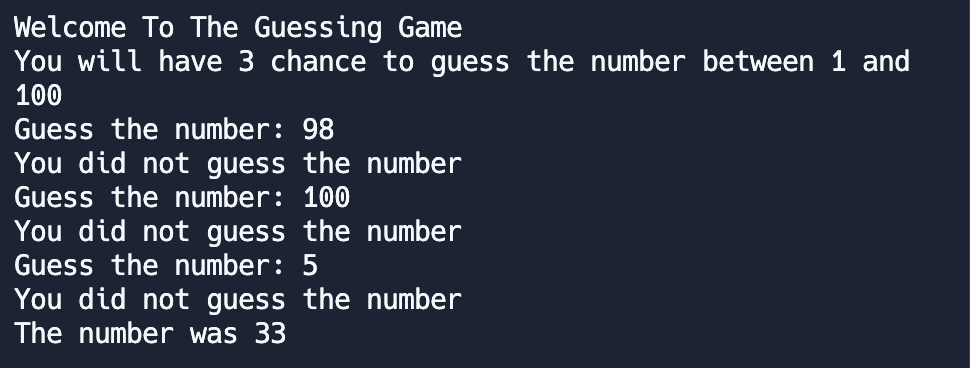 Welcome To The Guessing Game
You will have 3 chance to guess the number between 1 and
100
Guess the number: 98
You did not guess the number
Guess the number: 100
You did not guess the number
Guess the number: 5
You did not guess the number
The number was 33